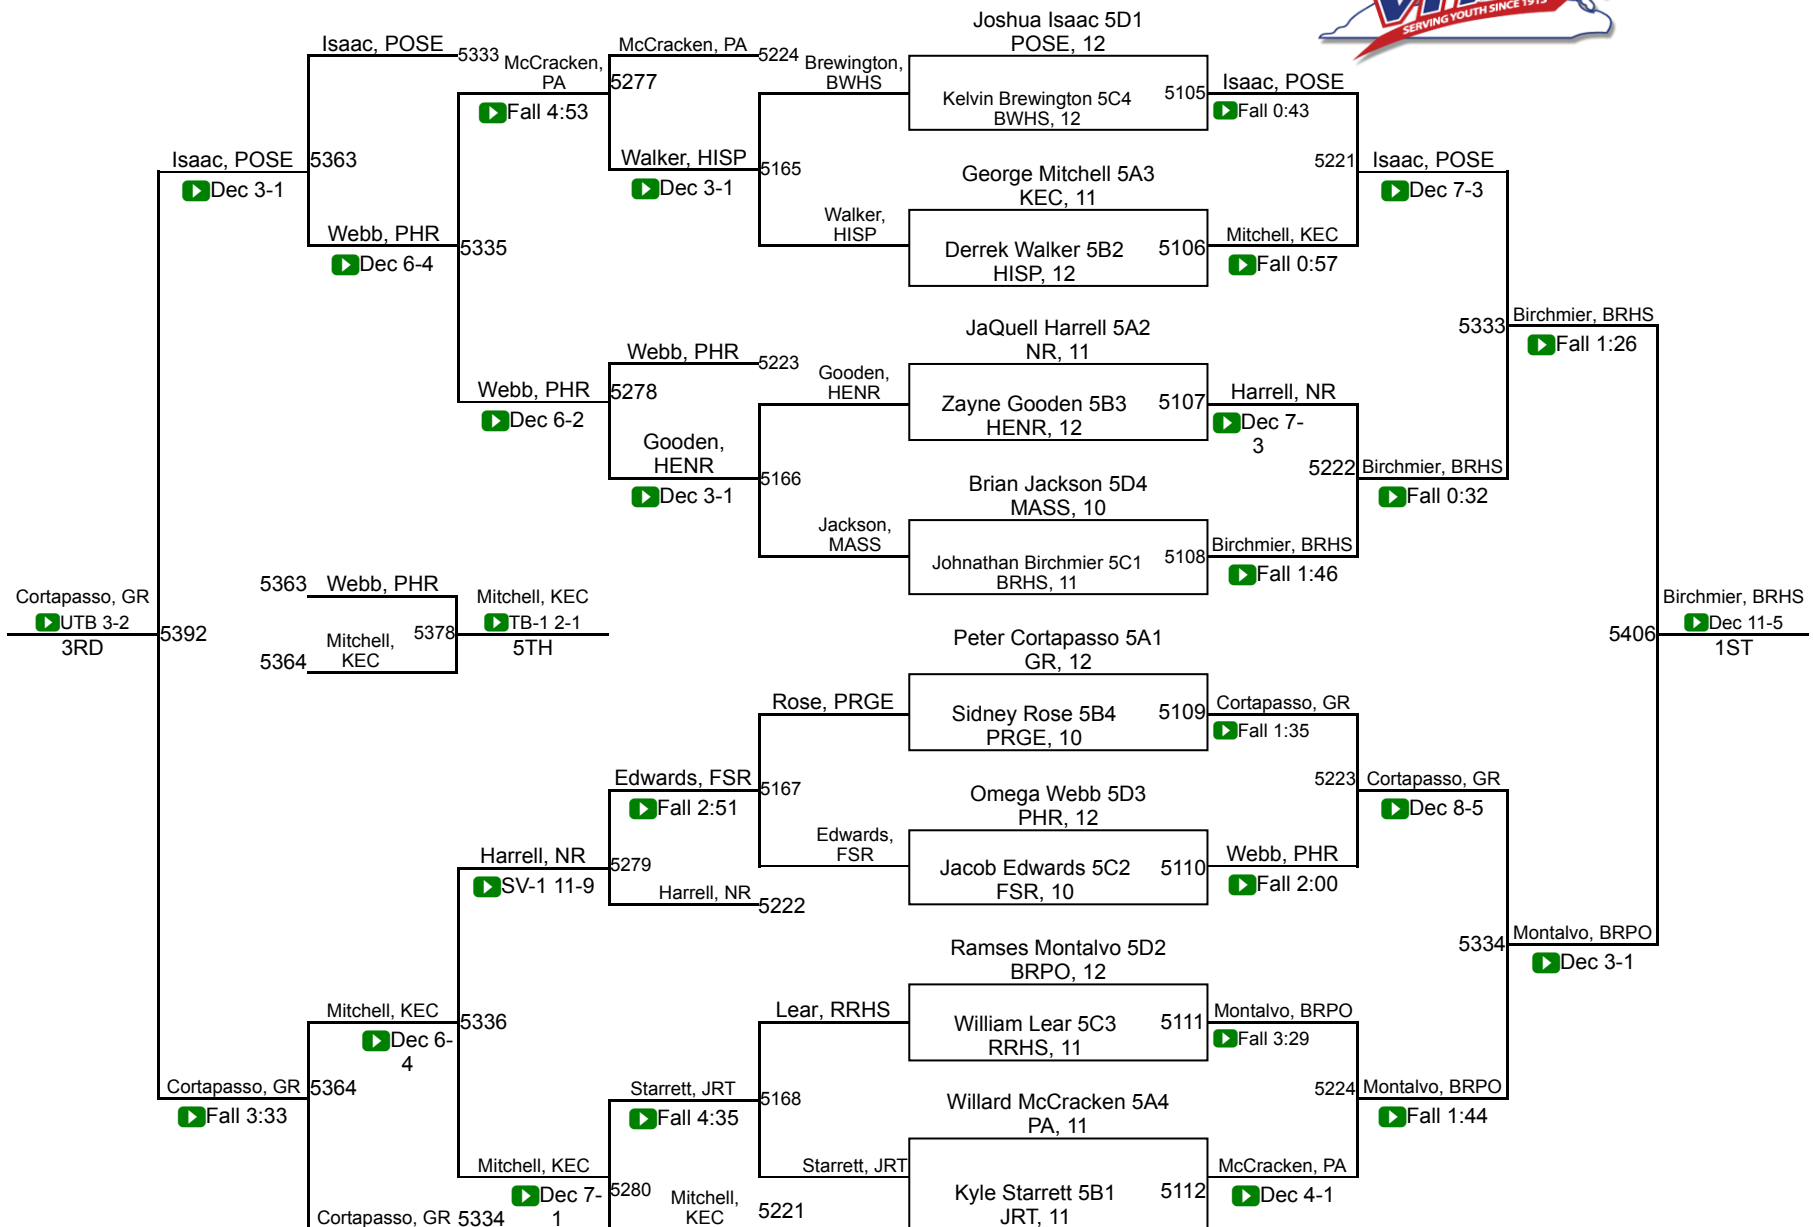 SERVING YOUTH SINCE 1913
Joshua Isaac 5D1
POSE, 12
Isaac, POSE
5333
McCracken,
PA
McCracken, PA
5224
Brewington,
BWHS
5277
Fall 4:53
Kelvin Brewington 5C4
BWHS, 12
5105
Isaac, POSE
Fall 0:43
Isaac, POSE
5363
Dec 3-1
Walker, HISP
5165
Dec 3-1
George Mitchell 5A3
KEC, 11
5221
Isaac, POSE
Dec 7-3
Walker,
HISP
Webb, PHR
5335
Dec 6-4
Derrek Walker 5B2
HISP, 12
5106
Mitchell, KEC
Fall 0:57
JaQuell Harrell 5A2
NR, 11
5333
Birchmier, BRHS
Fall 1:26
Webb, PHR
5223
Gooden,
HENR
Webb, PHR
5278
Dec 6-2
Zayne Gooden 5B3
HENR, 12
5107
Harrell, NR
Dec 7-
3
Gooden,
HENR
5166
Dec 3-1
Brian Jackson 5D4
MASS, 10
5222
Birchmier, BRHS
Fall 0:32
Jackson,
MASS
Johnathan Birchmier 5C1
BRHS, 11
5108
Birchmier, BRHS
Fall 1:46
5363
Webb, PHR
Cortapasso, GR
UTB 3-2
3RD
5392
Mitchell,
KEC
5364
5378
Mitchell, KEC
TB-1 2-1
5TH
5406
Birchmier, BRHS
Dec 11-5
1ST
Peter Cortapasso 5A1
GR, 12
Rose, PRGE
Sidney Rose 5B4
PRGE, 10
5109
Cortapasso, GR
Fall 1:35
Edwards, FSR
5167
Fall 2:51
Omega Webb 5D3
PHR, 12
5223
Cortapasso, GR
Dec 8-5
Edwards,
FSR
Harrell, NR
5279
SV-1 11-9
Harrell, NR
5222
Jacob Edwards 5C2
FSR, 10
5110
Webb, PHR
Fall 2:00
Ramses Montalvo 5D2
BRPO, 12
5334
Montalvo, BRPO
Dec 3-1
Mitchell, KEC
5336
Dec 6-
4
Lear, RRHS
William Lear 5C3
RRHS, 11
5111
Montalvo, BRPO
Fall 3:29
Cortapasso, GR
5364
Fall 3:33
Starrett, JRT
5168
Fall 4:35
Willard McCracken 5A4
PA, 11
5224
Montalvo, BRPO
Fall 1:44
Mitchell, KEC
5280
Dec 7-
1
Mitchell,
KEC
5221
Starrett, JRT
Kyle Starrett 5B1
JRT, 11
5112
McCracken, PA
Dec 4-1
Cortapasso, GR
5334